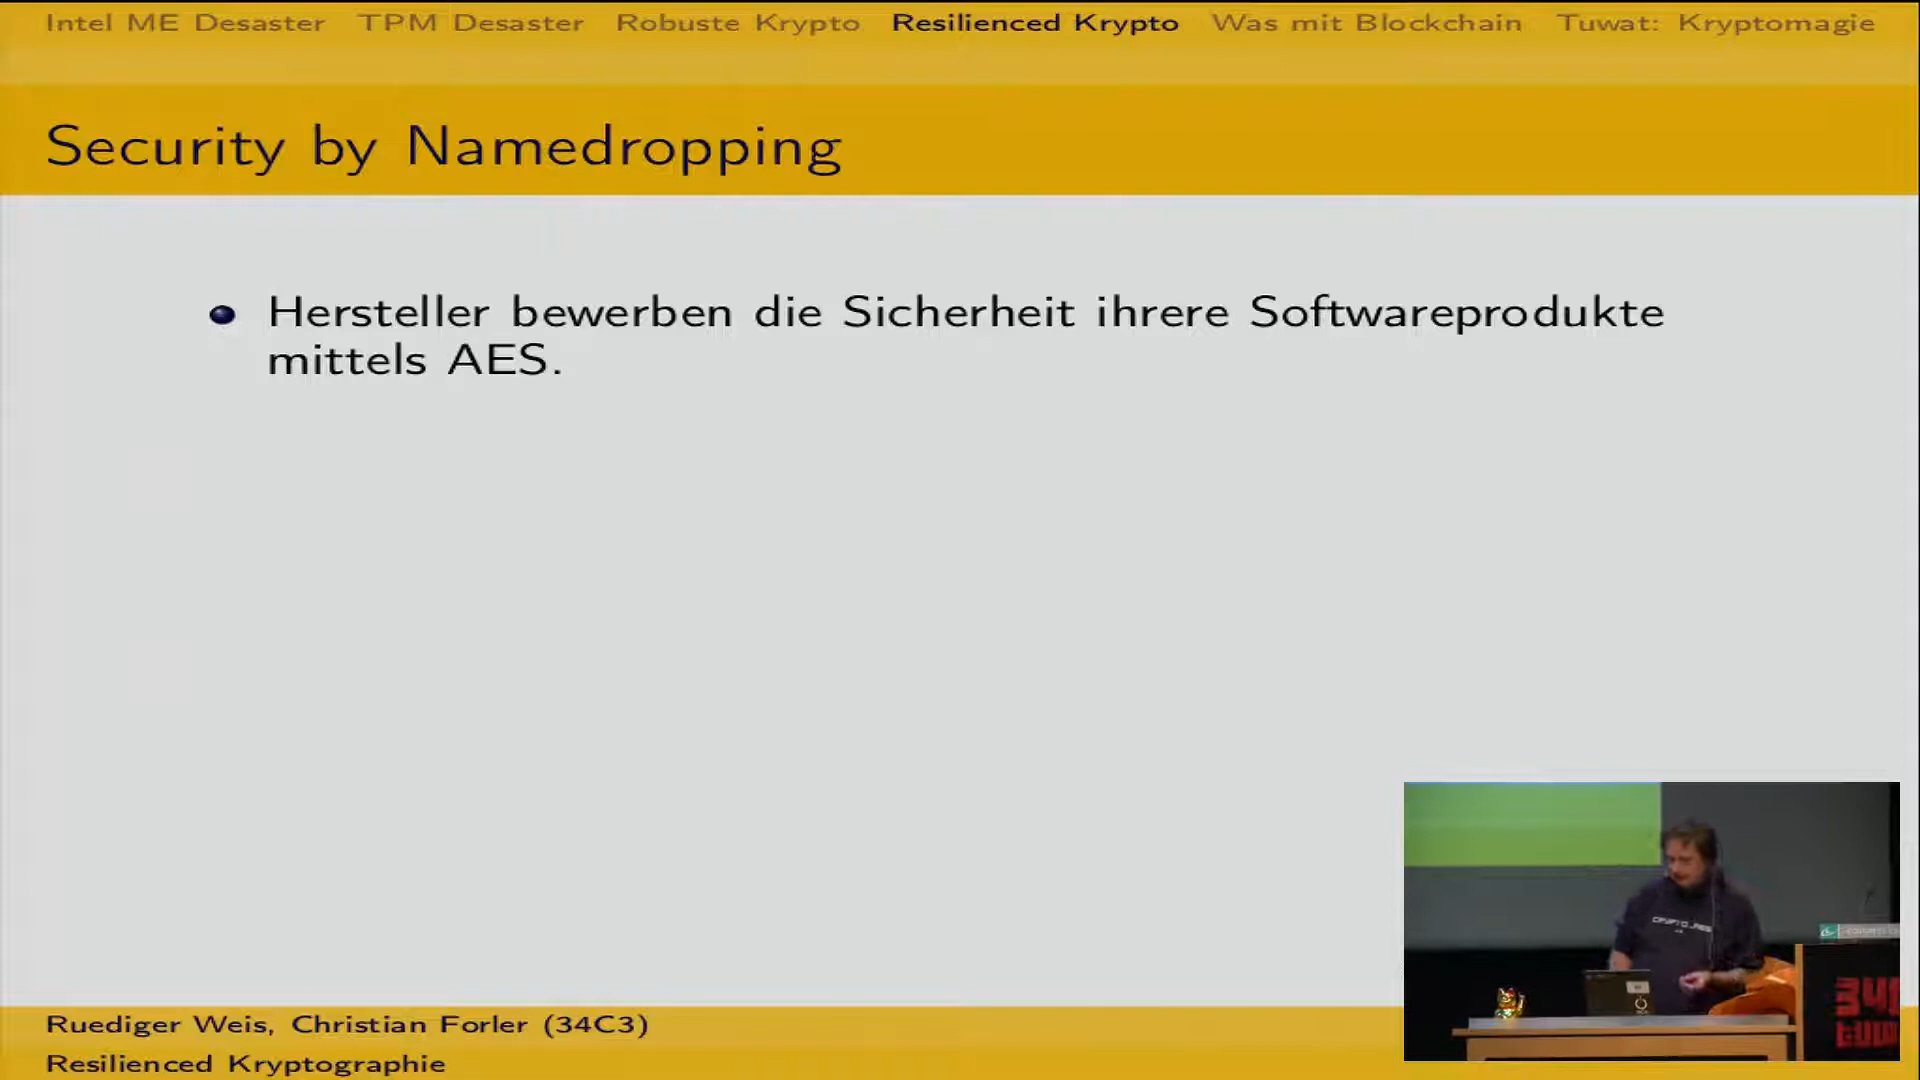 Intel ME Desaster TPM Desaster Robuste Krypto Resilienced Krypto Was mit Blockchain Tuwat: Kryptomagie
Security by Namedropping
Hersteller bewerben die Sicherheit ihrere Softwareprodukte
mittels AES.
Ruediger Weis, Christian Forler (34C3)
Resilienced Kryptographie